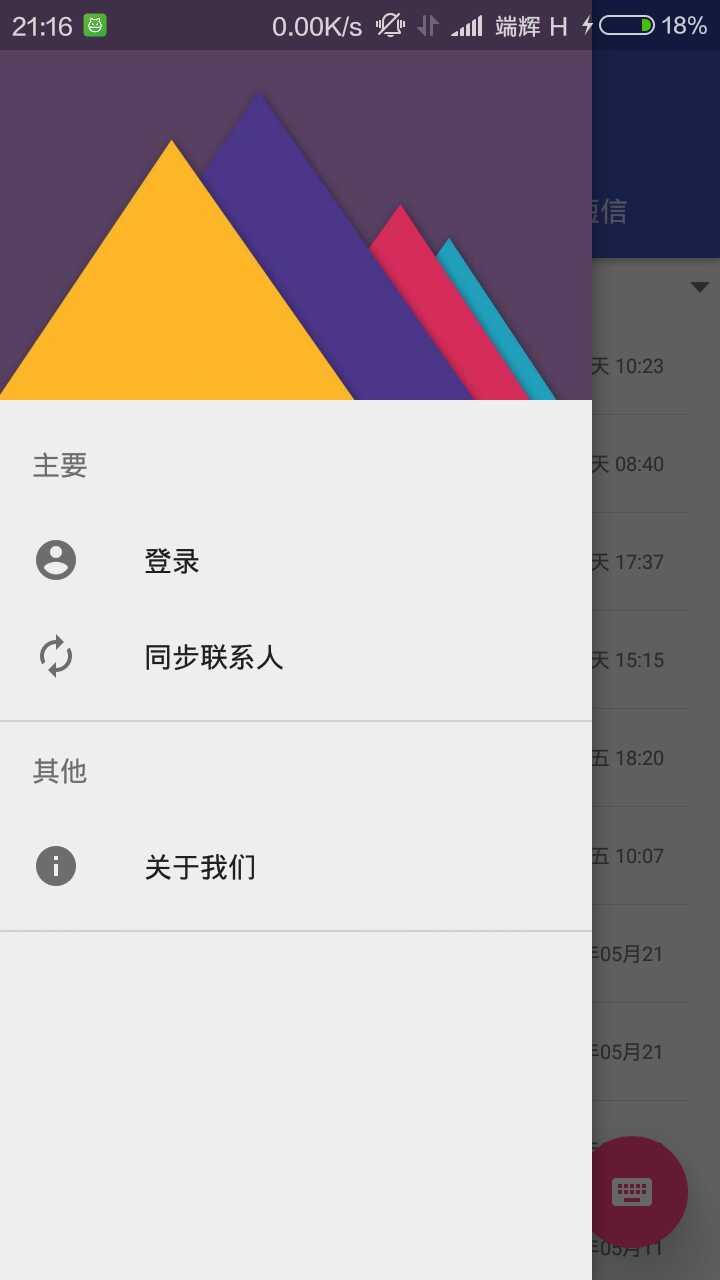 21:16 0.00K/s 端辉 H 18%
短信
主要
登录
同步联系人
其他
关于我们
天 10:23
天 08:40
天 17:37
天 15:15
五 18:20
五 10:07
年05月21
年05月21
年05月11